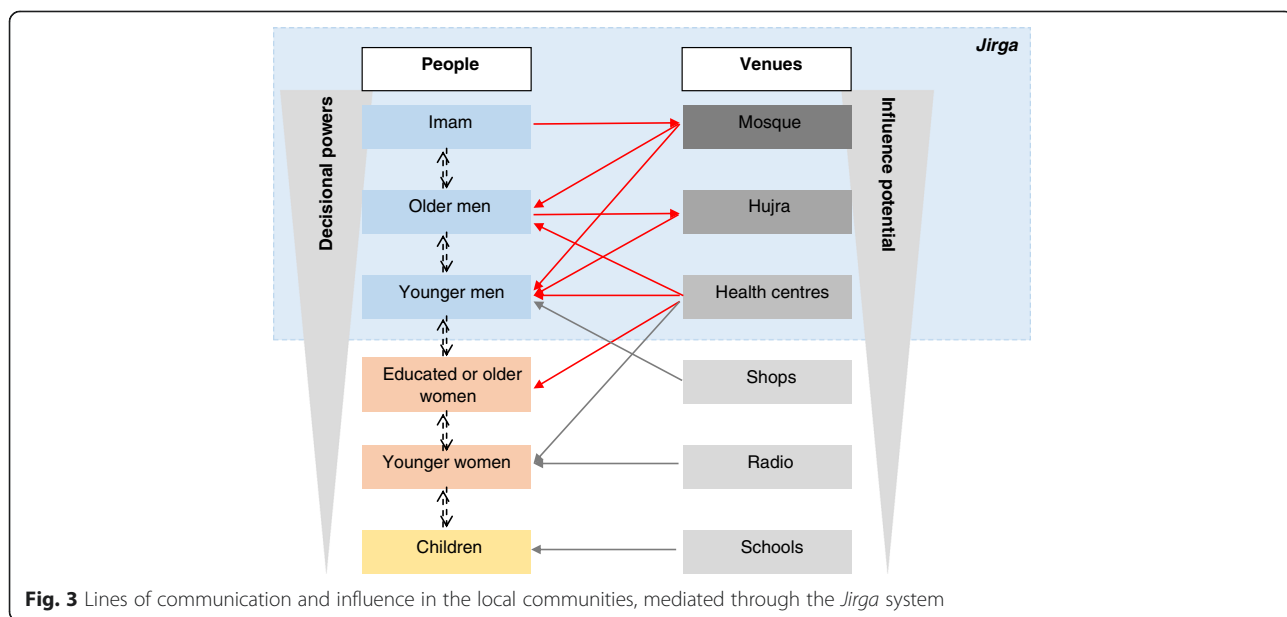 Jirga
People
Venues
Decisional powers
Influence potential
Imam
Mosque
Older men
Hujra
Younger men
Health centres
Educated or older
women
Shops
Younger women
Radio
Children
Schools
Fig. 3 Lines of communication and influence in the local communities, mediated through the Jirga system